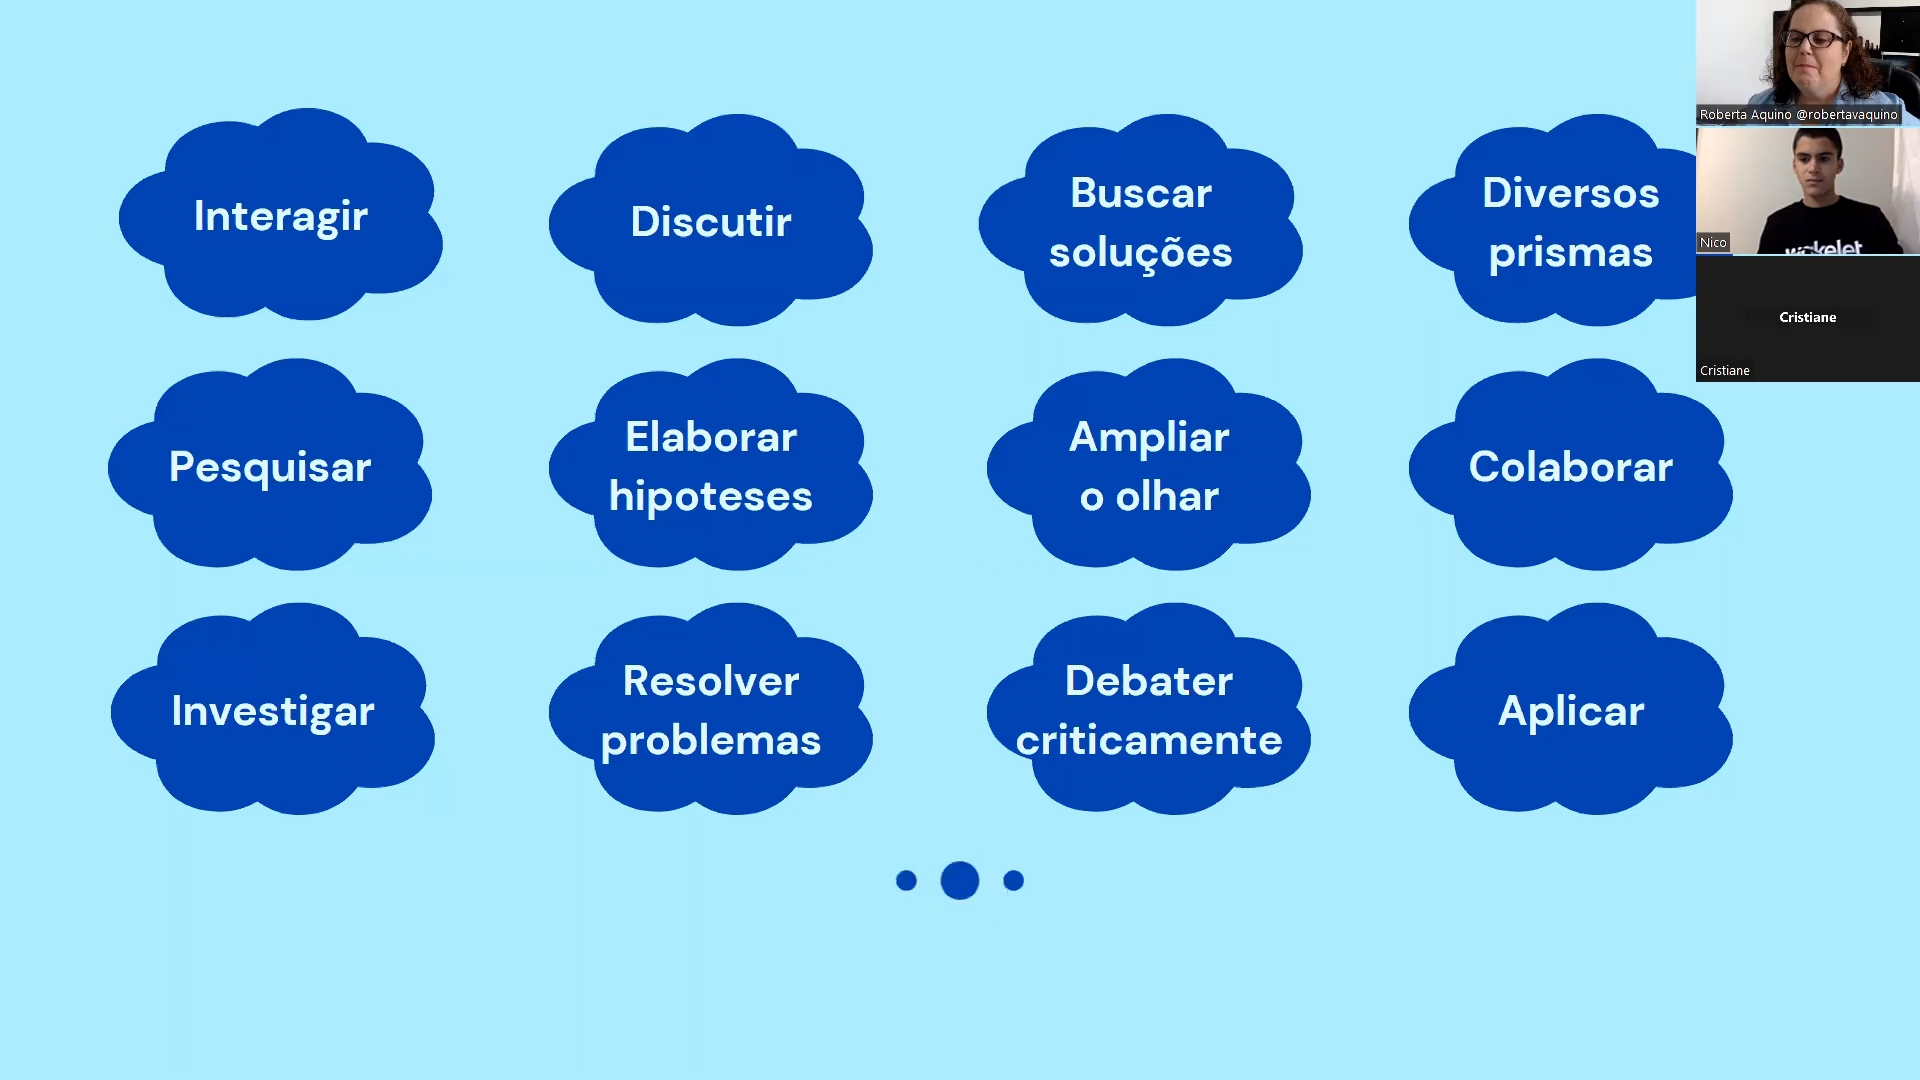 Interagir
Discutir
Buscar
soluções
Diversos
prismas
Pesquisar
Elaborar
hipoteses
Ampliar
o olhar
Colaborar
Investigar
Resolver
problemas
Debater
criticamente
Aplicar
Roberta Aquino @robertavaquino
wakelet
Nico
Cristiane
Cristiane